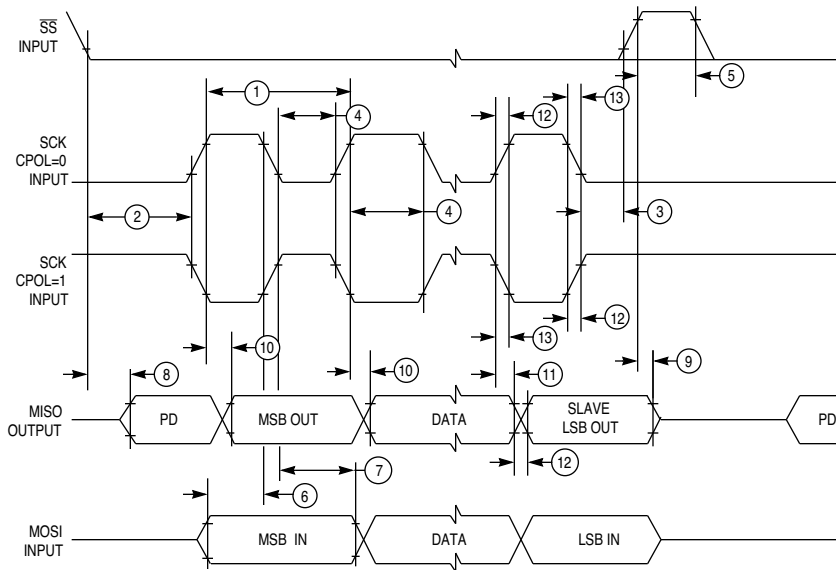 SS
INPUT
5
1
12
13
4
SCK
CPOL=0
INPUT
2
4
3
SCK
CPOL=1
INPUT
10
13
12
8
10
11
9
MISO
OUTPUT
PD
MSB OUT
DATA
SLAVE
LSB OUT
PD
7
12
6
MOSI
INPUT
MSB IN
DATA
LSB IN